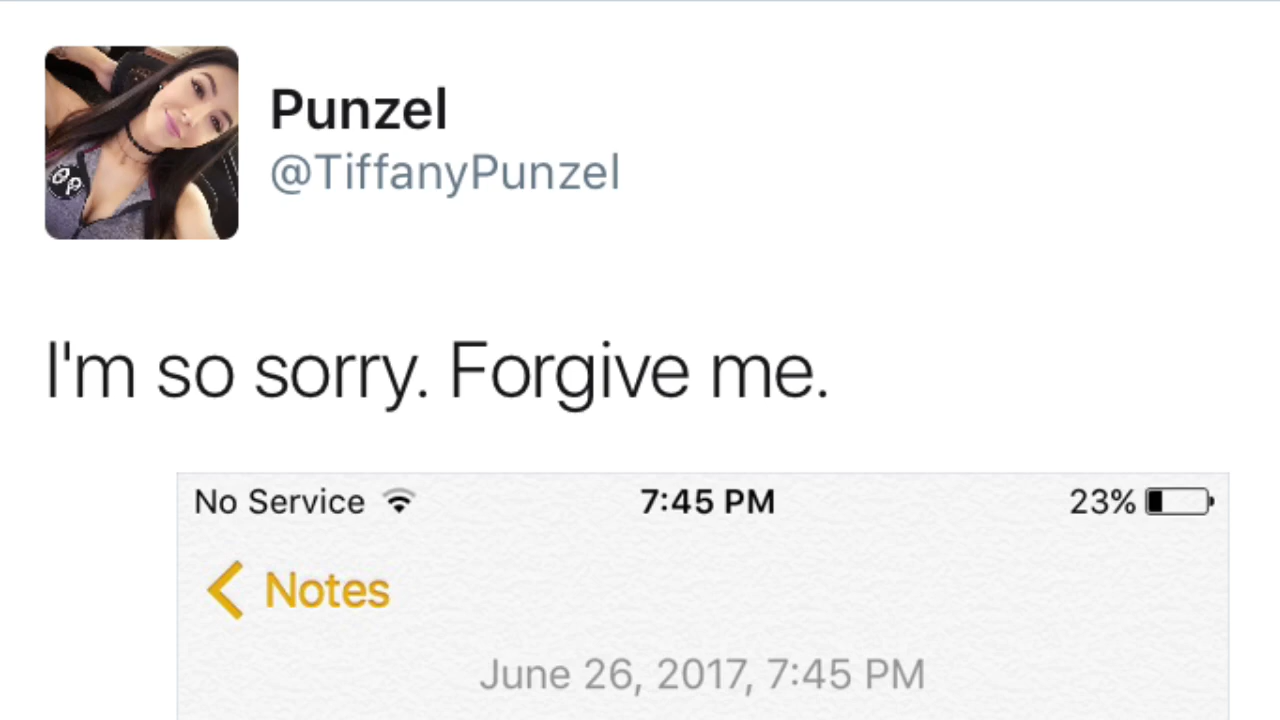 Punzel
@TiffanyPunzel
I'm so sorry. Forgive me.
No Service 7:45 PM 23%
Notes
June 26, 2017, 7:45 PM